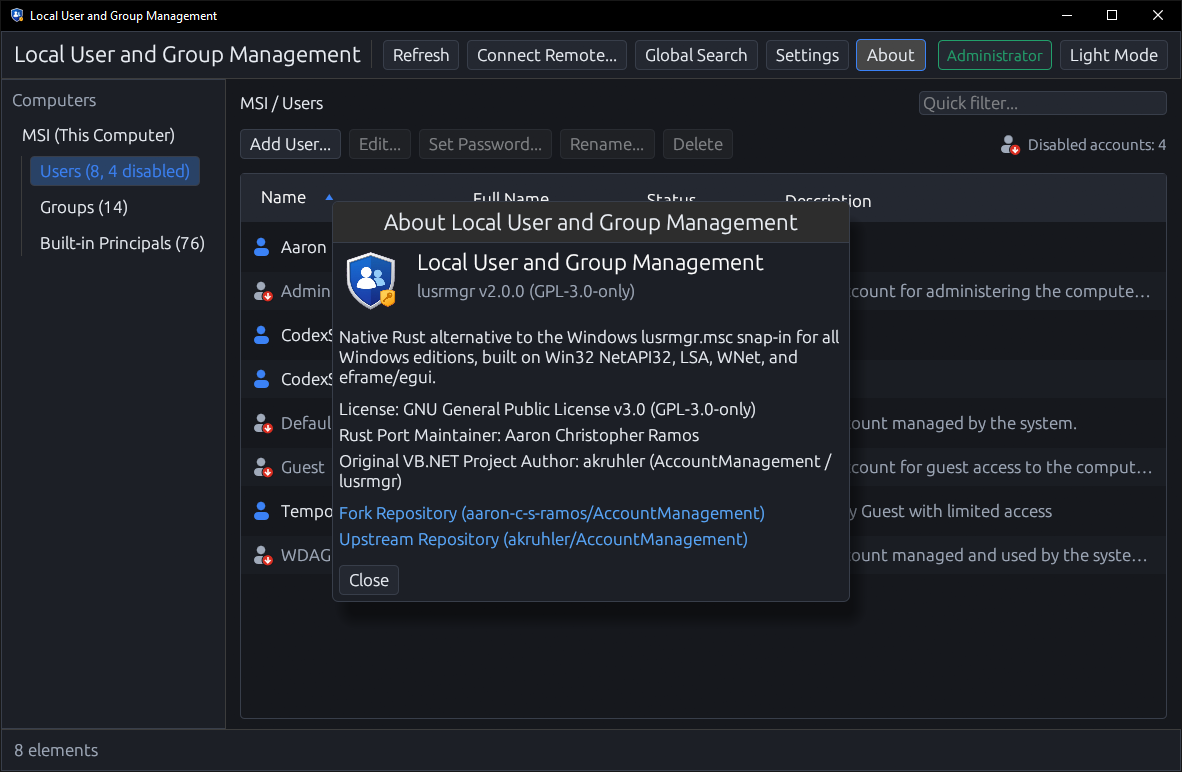 Local User and Group Management
Local User and Group Management Refresh Connect Remote... Global Search Settings About Administrator Light Mode
Computers
MSI (This Computer)
Users (8, 4 disabled)
Groups (14)
Built-in Principals (76)
MSI / Users Quick filter...
Add User... Edit... Set Password... Rename... Delete Disabled accounts: 4
Name Full Name Status Description
Aaron
Admin count for administering the compute...
CodexS
CodexS
Defaul ount managed by the system.
Guest count for guest access to the comput...
Tempo y Guest with limited access
WDAG ount managed and used by the syste...
About Local User and Group Management
Local User and Group Management
lusrmgr v2.0.0 (GPL-3.0-only)
Native Rust alternative to the Windows lusrmgr.msc snap-in for all
Windows editions, built on Win32 NetAPI32, LSA, WNet, and
eframe/egui.
License: GNU General Public License v3.0 (GPL-3.0-only)
Rust Port Maintainer: Aaron Christopher Ramos
Original VB.NET Project Author: akruhler (AccountManagement /
lusrmgr)
Fork Repository (aaron-c-s-ramos/AccountManagement)
Upstream Repository (akruhler/AccountManagement)
Close
8 elements